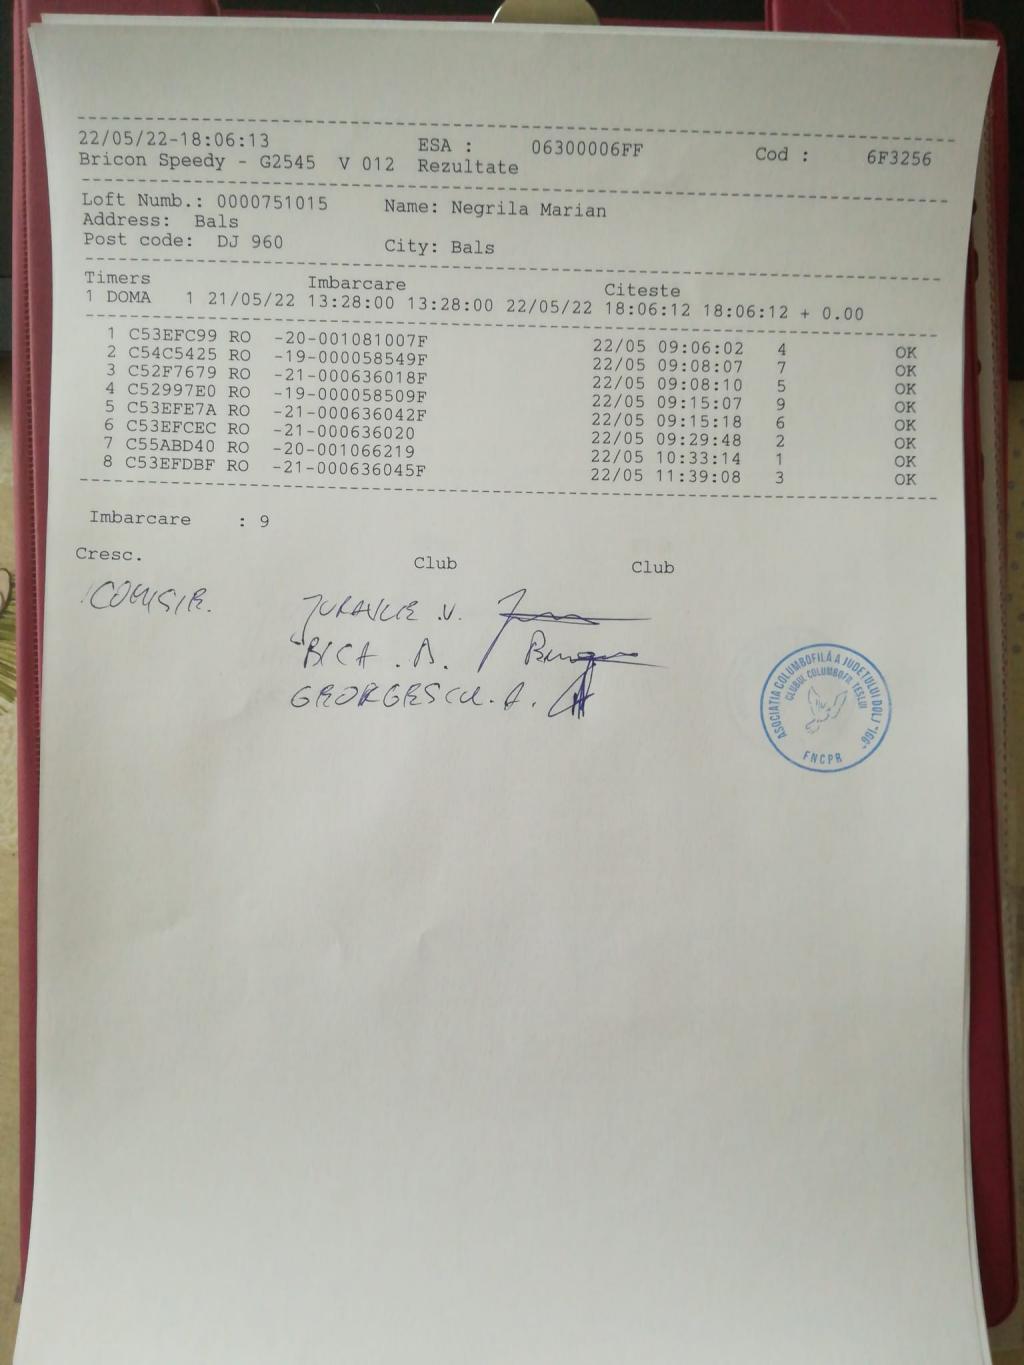 22/05/22-18:06:13 ESA : 06300006FF Cod : 6F3256
Bricon Speedy - G2545 V 012 Rezultate
Loft Numb.: 0000751015 Name: Negrila Marian
Address: Bals
Post code: DJ 960 City: Bals
Timers Imbarcare Citeste
1 DOMA 1 21/05/22 13:28:00 13:28:00 22/05/22 18:06:12 18:06:12 + 0.00
1 C53EFC99 RO -20-001081007F 22/05 09:06:02 4 OK
2 C54C5425 RO -19-000058549F 22/05 09:08:07 7 OK
3 C52F7679 RO -21-000636018F 22/05 09:08:10 5 OK
4 C52997E0 RO -19-000058509F 22/05 09:15:07 9 OK
5 C53EFE7A RO -21-000636042F 22/05 09:15:18 6 OK
6 C53EFCEC RO -21-000636020 22/05 09:29:48 2 OK
7 C55ABD40 RO -20-001066219 22/05 10:33:14 1 OK
8 C53EFDBF RO -21-000636045F 22/05 11:39:08 3 OK
Imbarcare : 9
Cresc. Club Club
COMISIE.
V.
BICA . D.
GEORGESCU. A.
ASOCIATIA COLUMBOFILĂ A JUDEȚULUI DOLJ "166"
CLUBUL COLUMBOFIL TESLUI
FNCPR